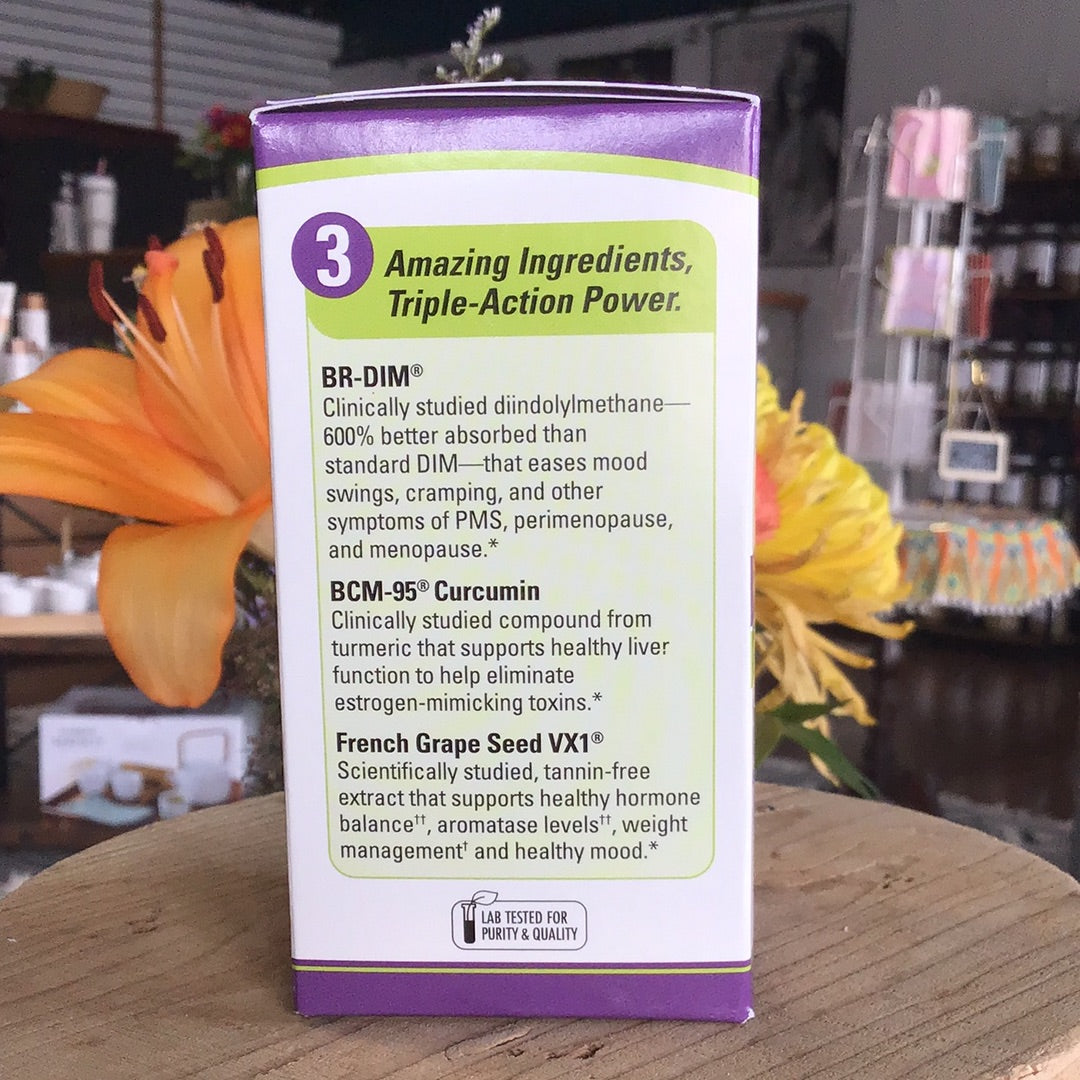 3
Amazing Ingredients,
Triple-Action Power.
BR-DIM®
Clinically studied diindolylmethane—
600% better absorbed than
standard DIM—that eases mood
swings, cramping, and other
symptoms of PMS, perimenopause,
and menopause.*
BCM-95® Curcumin
Clinically studied compound from
turmeric that supports healthy liver
function to help eliminate
estrogen-mimicking toxins.*
French Grape Seed VX1®
Scientifically studied, tannin-free
extract that supports healthy hormone
balance††, aromatase levels††, weight
management† and healthy mood.*
LAB TESTED FOR
PURITY & QUALITY